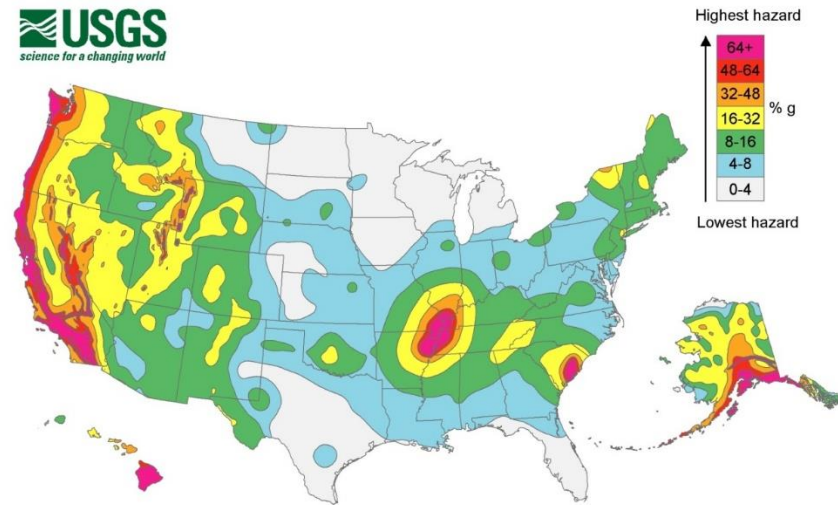 USGS
science for a changing world
Highest hazard
64+
48-64
32-48
16-32
8-16
4-8
0-4
% g
Lowest hazard